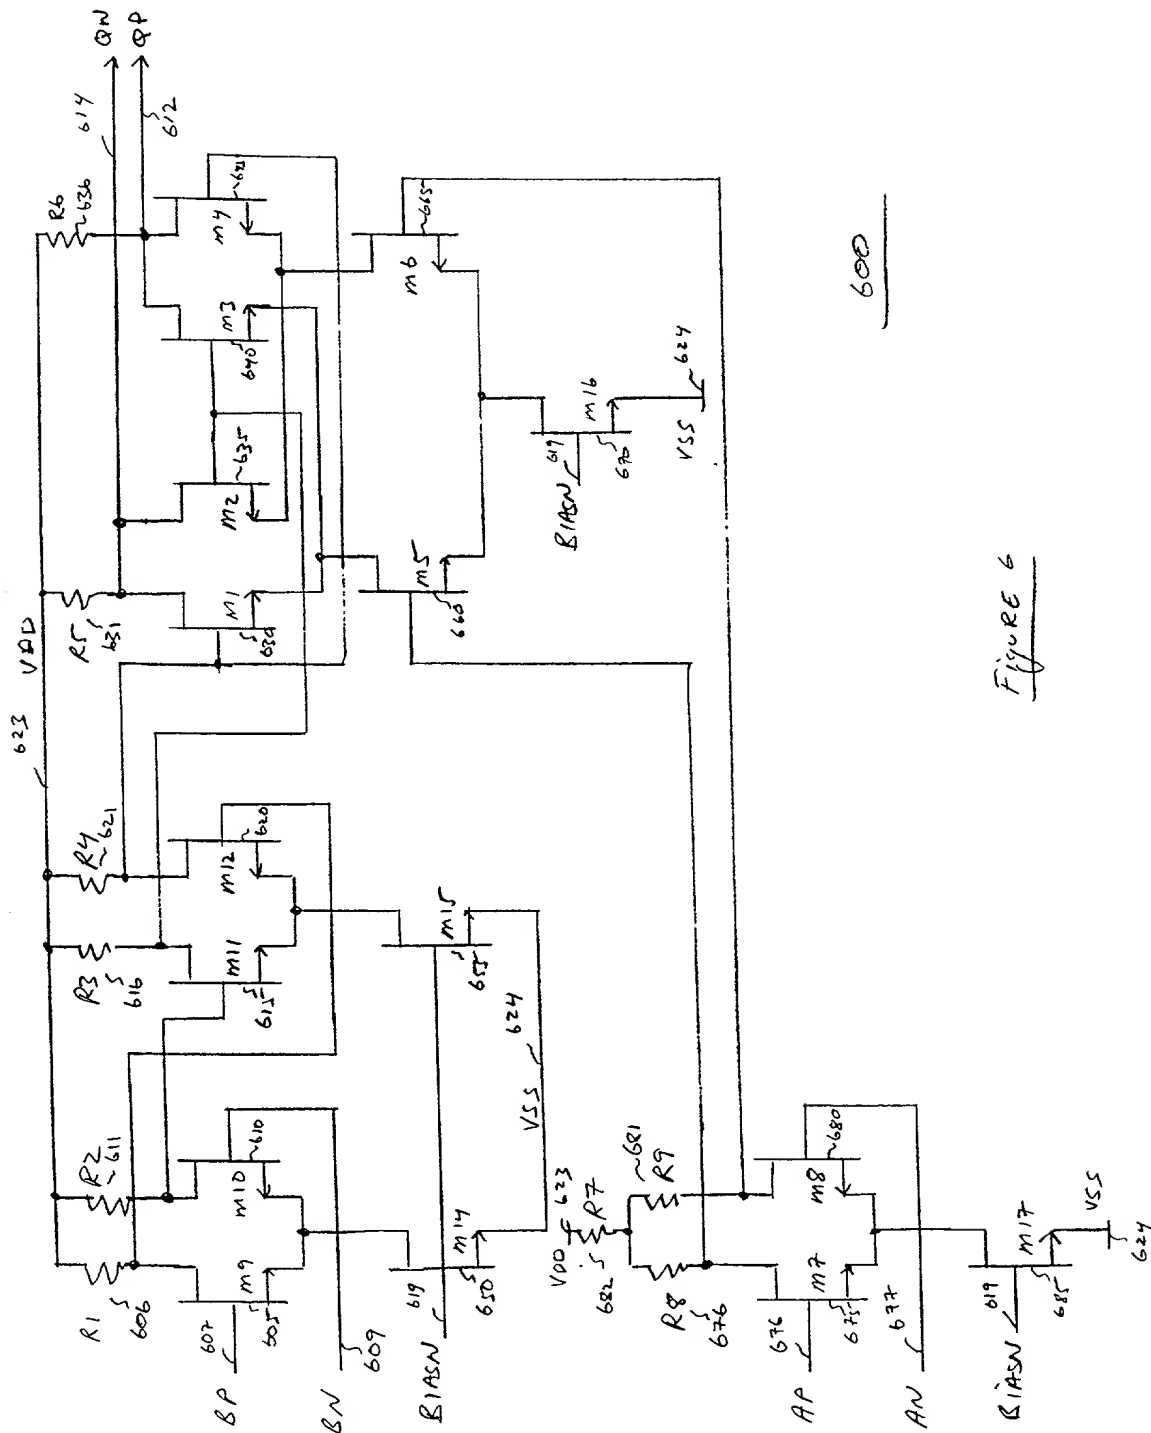 QN
QP
614
612
R6
636
641
M4
M3
640
635
M2
M1
630
R5
631
VDD
623
R4
621
R3
616
M12
620
M11
615
R2
611
R1
606
M10
610
M9
605
607
BP
BN
609
BIASN
619
M14
650
M15
655
VSS
624
M6
665
M5
660
BIASN
619
M16
670
VSS
624
VDD
623
R7
682
R9
681
R8
676
M8
680
M7
675
676
AP
677
AN
BIASN
619
M17
685
VSS
624
600
FIGURE 6